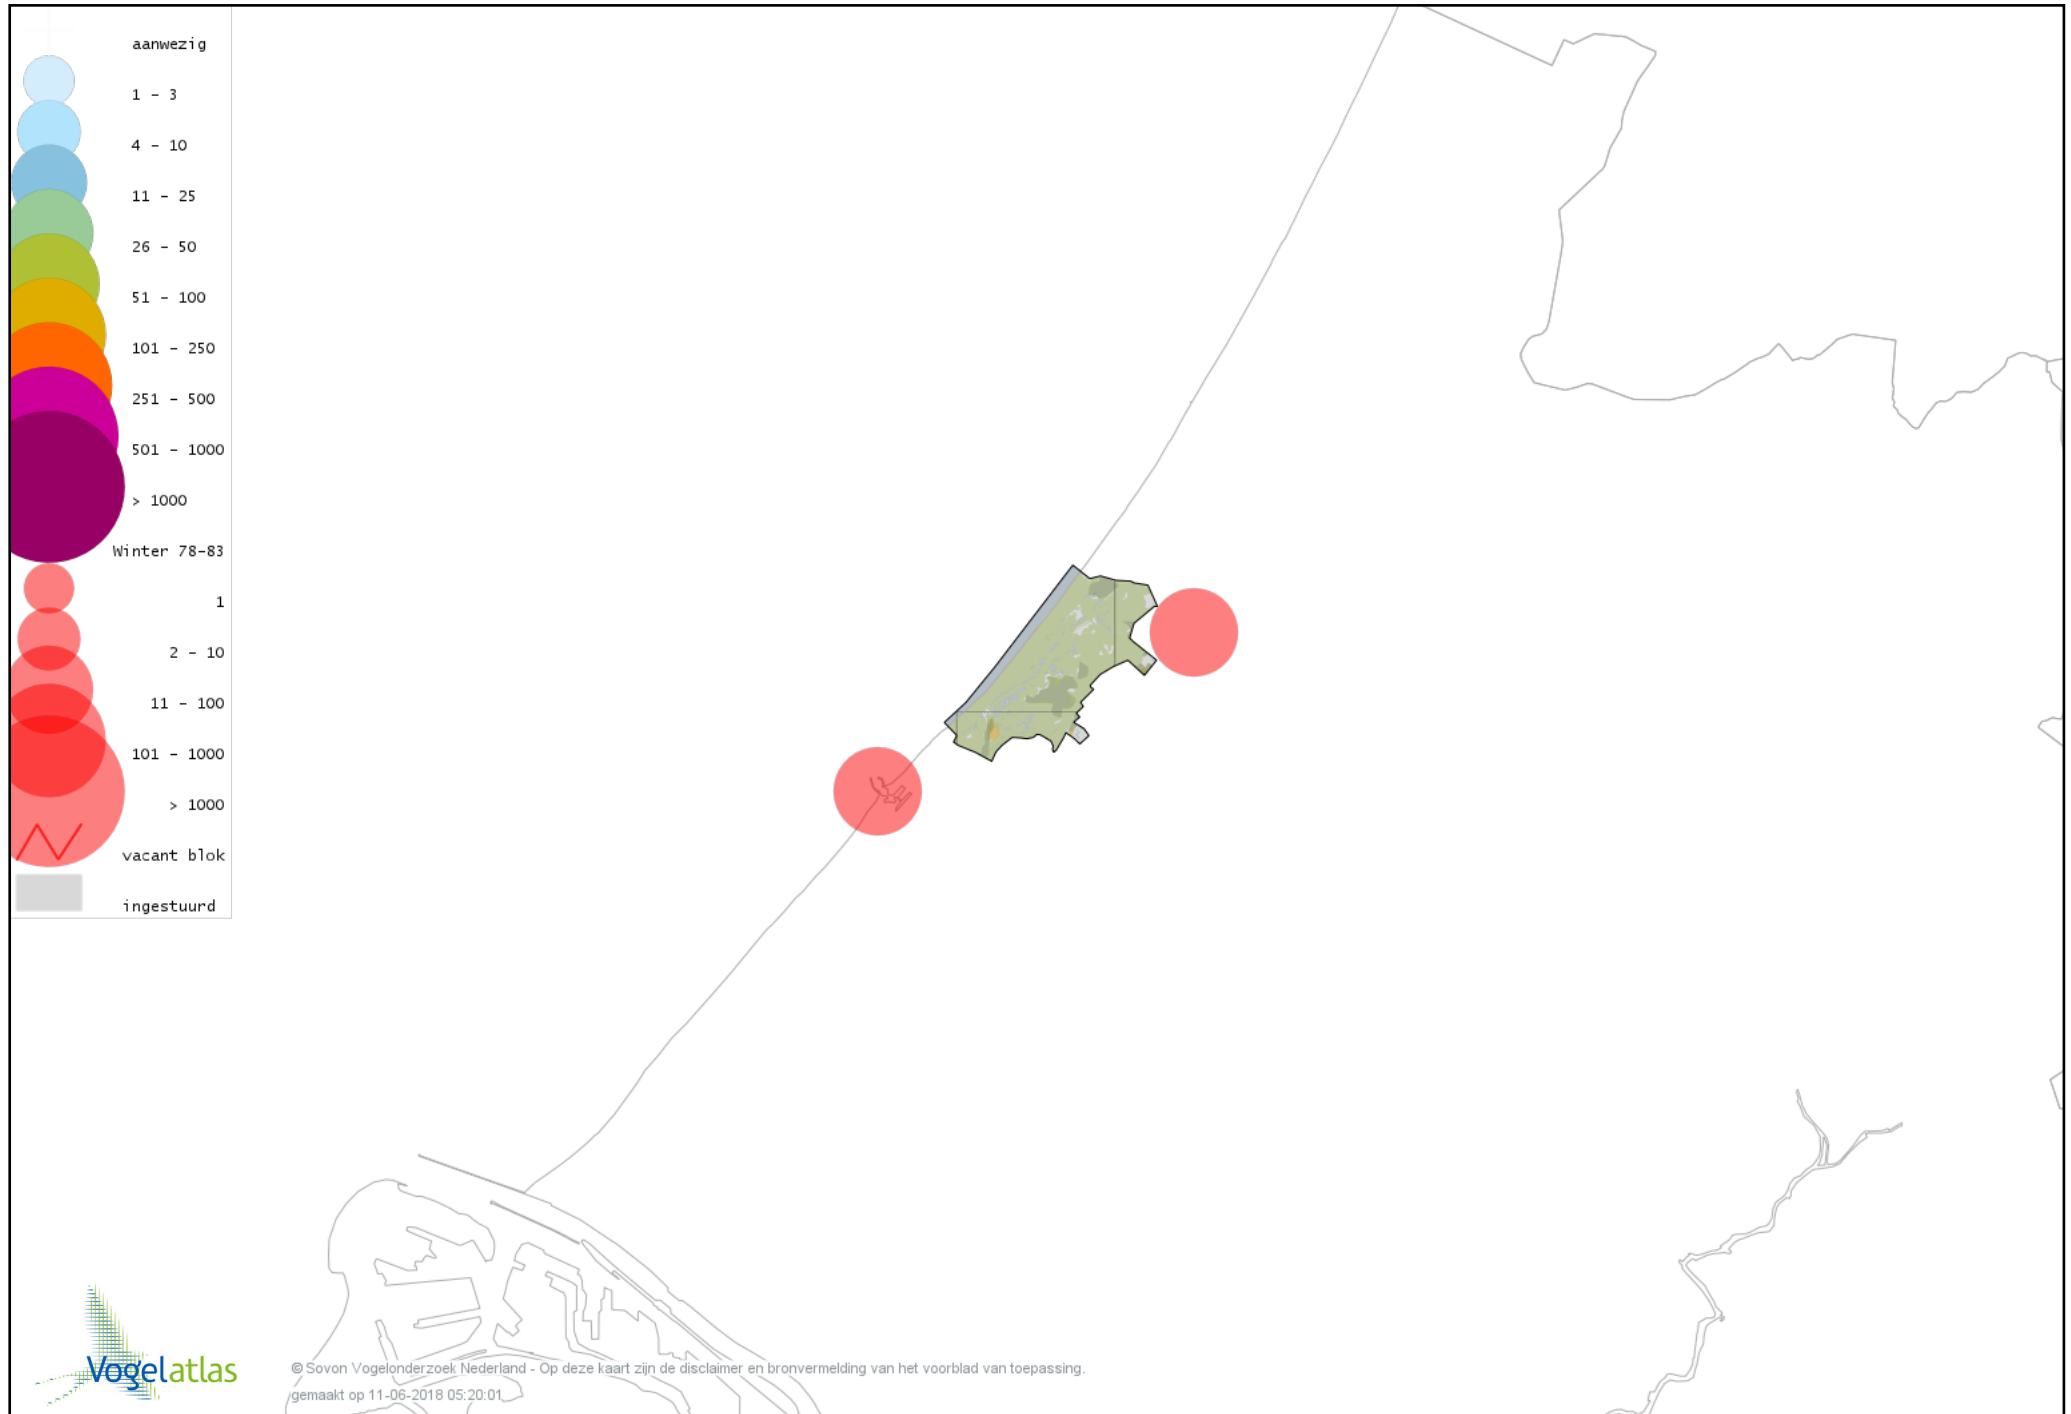 aanwezig
1 - 3
4 - 10
11 - 25
26 - 50
51 - 100
101 - 250
251 - 500
501 - 1000
> 1000
Winter 78-83
1
2 - 10
11 - 100
101 - 1000
> 1000
vacant blok
ingestuurd
Vogelatlas
© Sovon Vogelonderzoek Nederland - Op deze kaart zijn de disclaimer en bronvermelding van het voorblad van toepassing.
gemaakt op 11-06-2018 05:20:01